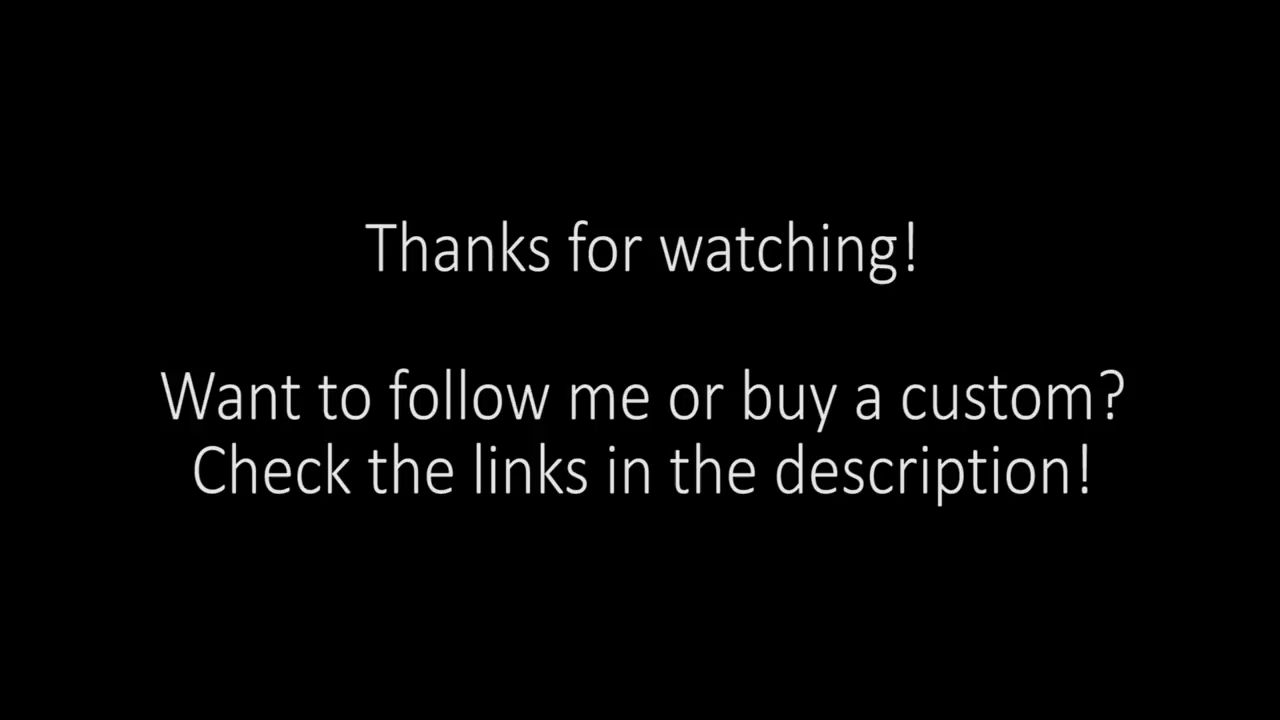 Thanks for watching!
Want to follow me or buy a custom?
Check the links in the description!